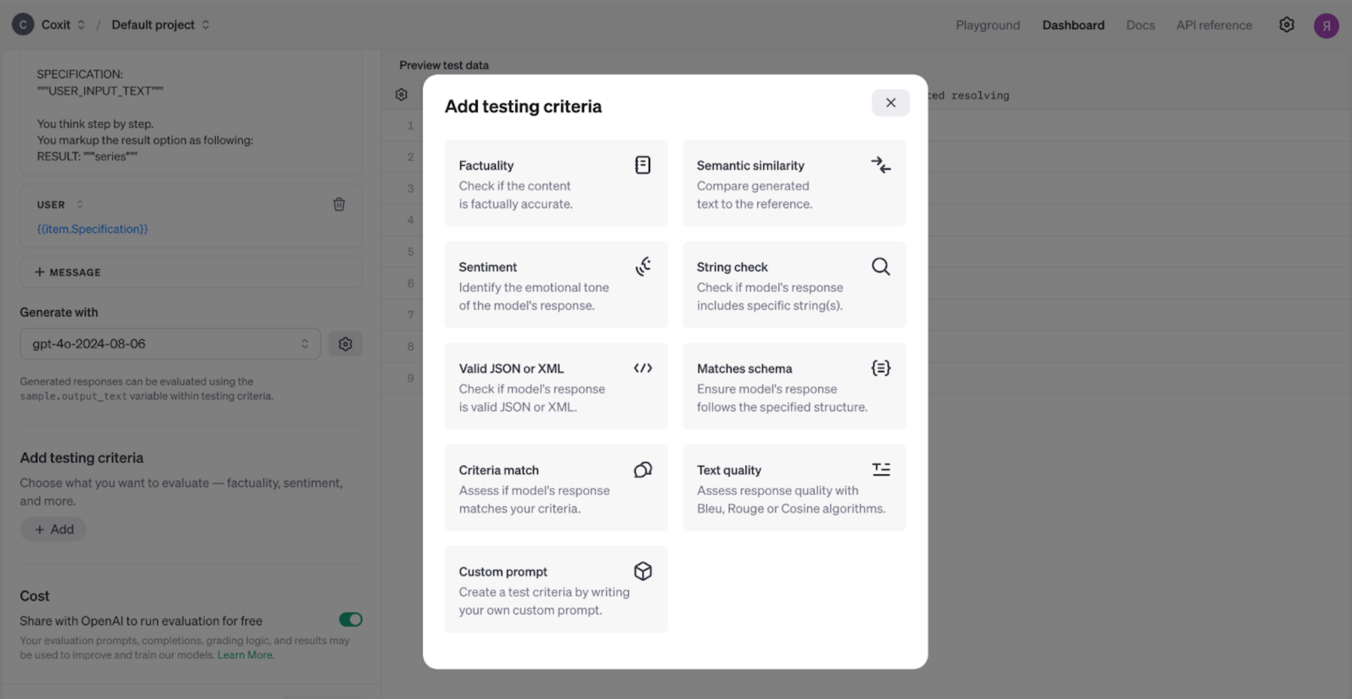 C Coxit / Default project Playground Dashboard Docs API reference Я
SPECIFICATION:
"""USER_INPUT_TEXT"""
You think step by step.
You markup the result option as following:
RESULT: """series"""
USER
{{item.Specification}}
+ MESSAGE
Generate with
gpt-4o-2024-08-06
Generated responses can be evaluated using the
sample.output_text variable within testing criteria.
Add testing criteria
Choose what you want to evaluate — factuality, sentiment,
and more.
+ Add
Cost
Share with OpenAI to run evaluation for free
Your evaluation prompts, completions, grading logic, and results may
be used to improve and train our models. Learn More.
Preview test data
resolving
1
2
3
4
5
6
7
8
9
Add testing criteria
Factuality
Check if the content
is factually accurate.
Semantic similarity
Compare generated
text to the reference.
Sentiment
Identify the emotional tone
of the model's response.
String check
Check if model's response
includes specific string(s).
Valid JSON or XML
Check if model's response
is valid JSON or XML.
Matches schema
Ensure model's response
follows the specified structure.
Criteria match
Assess if model's response
matches your criteria.
Text quality
Assess response quality with
Bleu, Rouge or Cosine algorithms.
Custom prompt
Create a test criteria by writing
your own custom prompt.